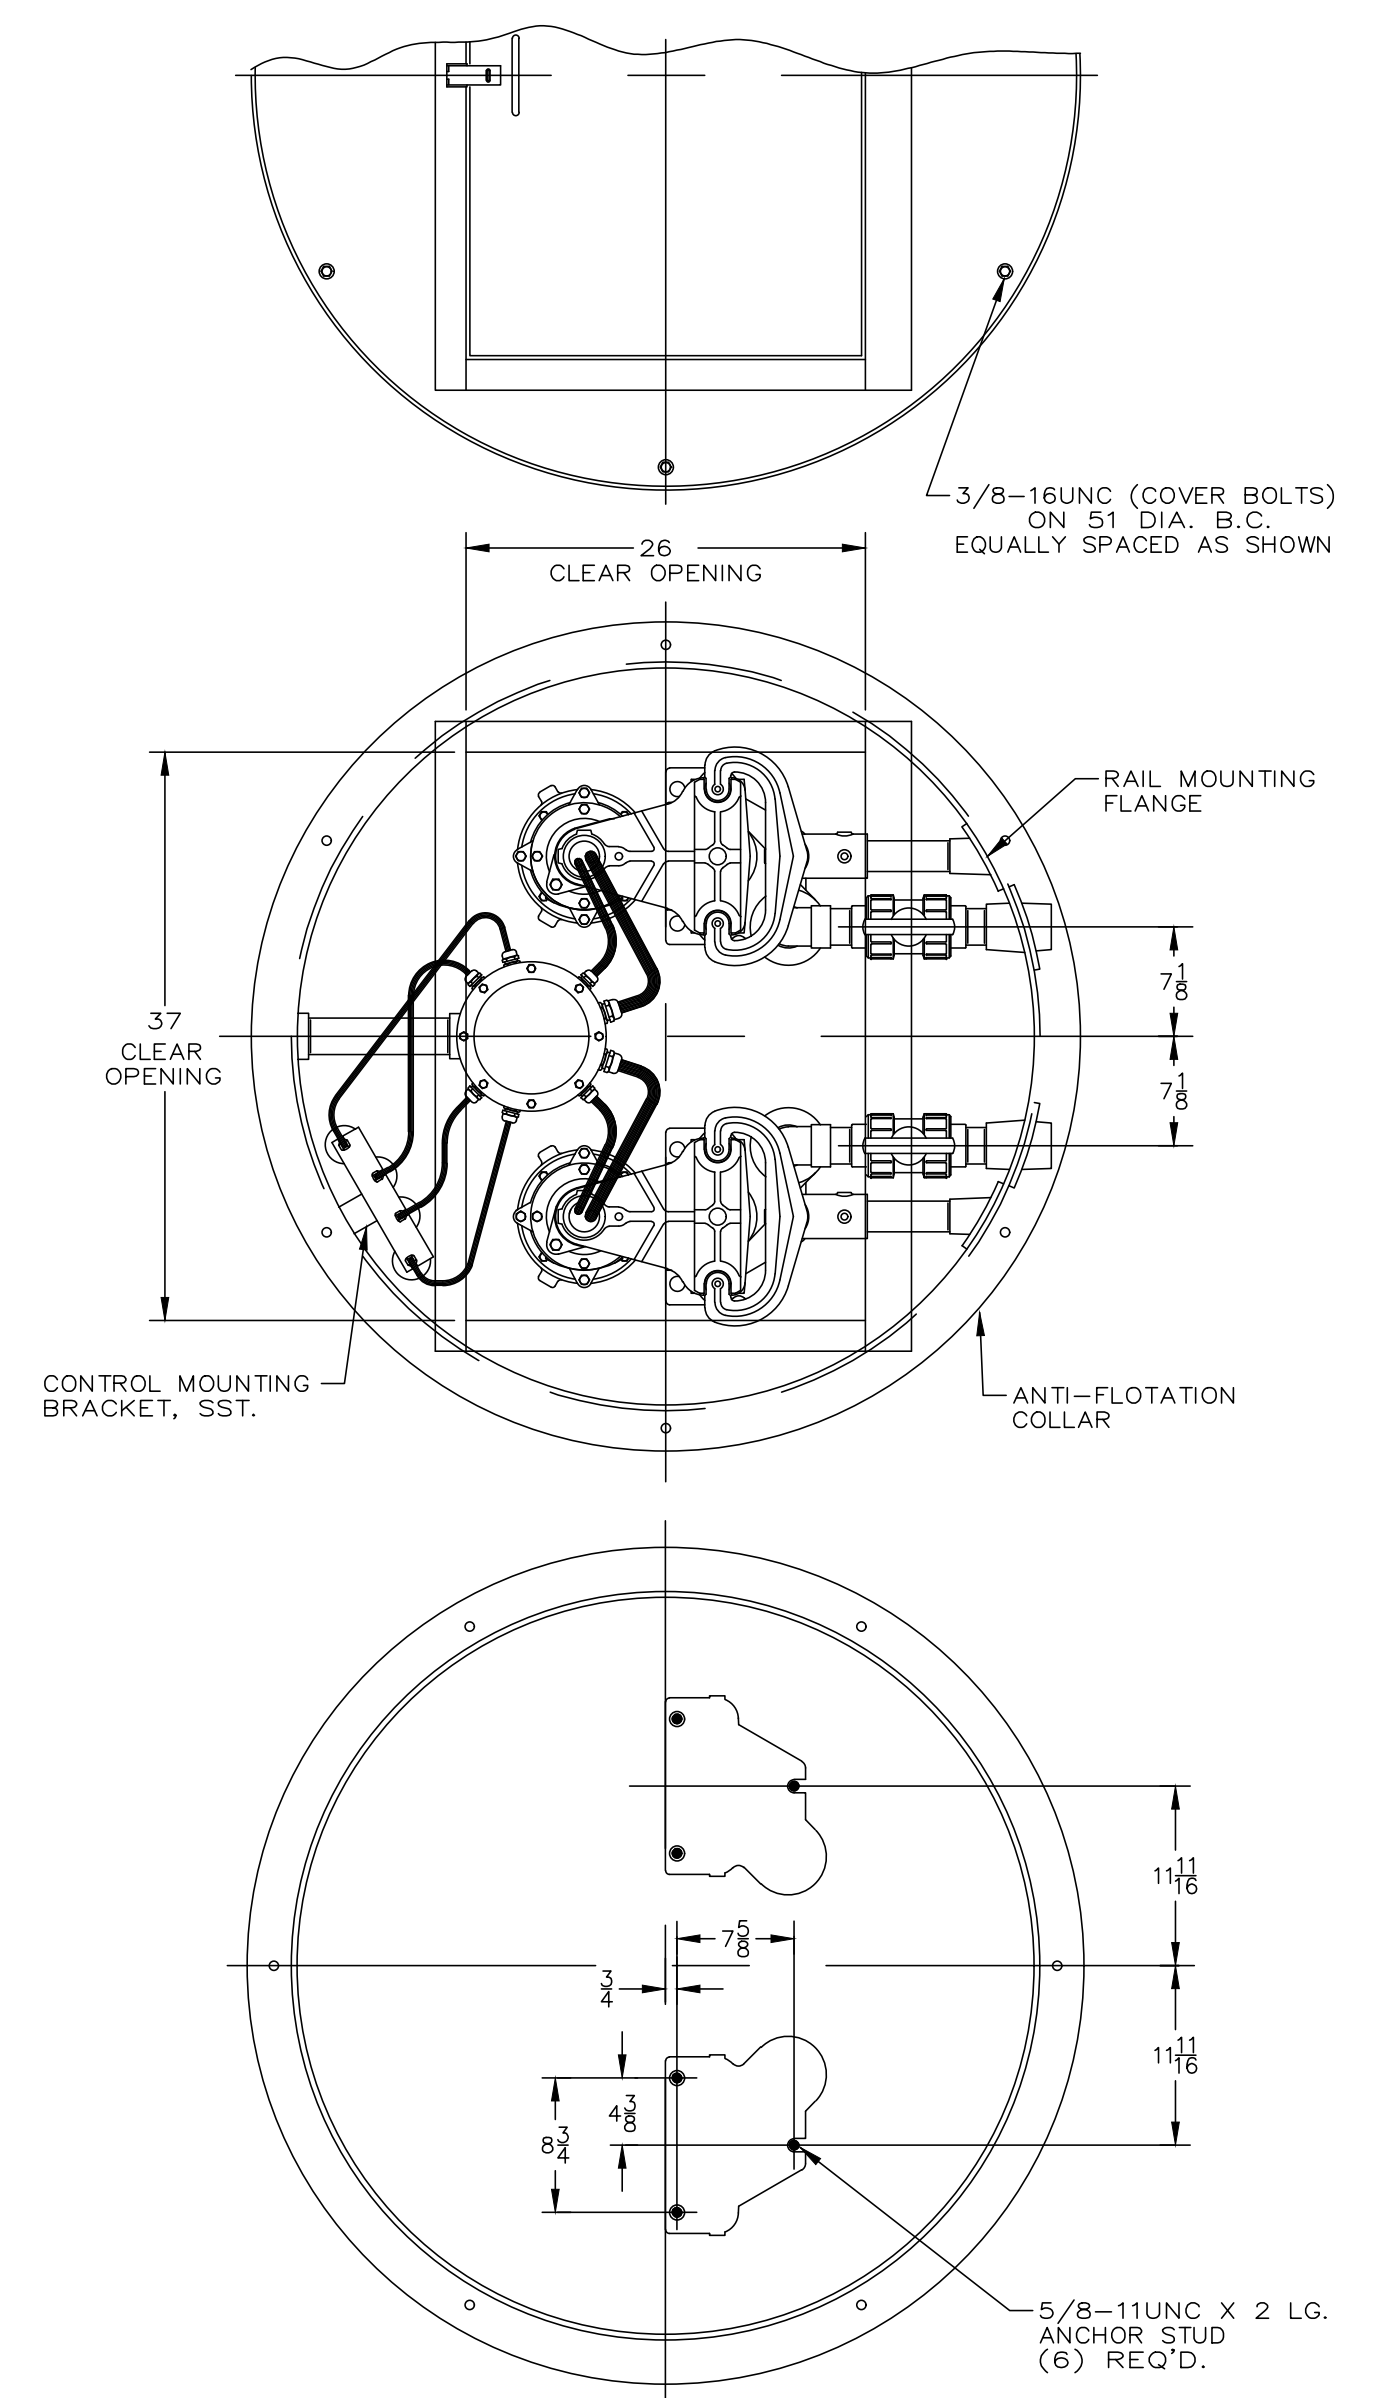 3/8-16UNC (COVER BOLTS)
ON 51 DIA. B.C.
EQUALLY SPACED AS SHOWN
26
CLEAR OPENING
RAIL MOUNTING
FLANGE
7 1/8
37
CLEAR
OPENING
7 1/8
CONTROL MOUNTING
BRACKET, SST.
ANTI-FLOTATION
COLLAR
11 11/16
7 5/8
3/4
11 11/16
4 3/8
8 3/4
5/8-11UNC X 2 LG.
ANCHOR STUD
(6) REQ'D.